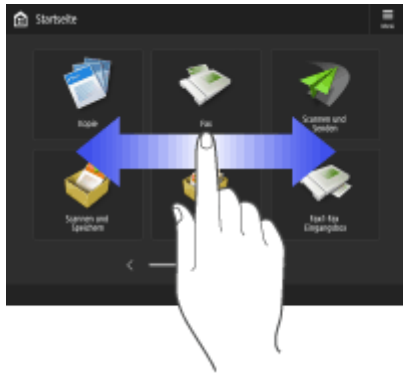 Startseite
Menü
Kopie
Fax
Scannen und
Senden
Scannen und
Speichern
Fax/I-Fax
Eingangsbox